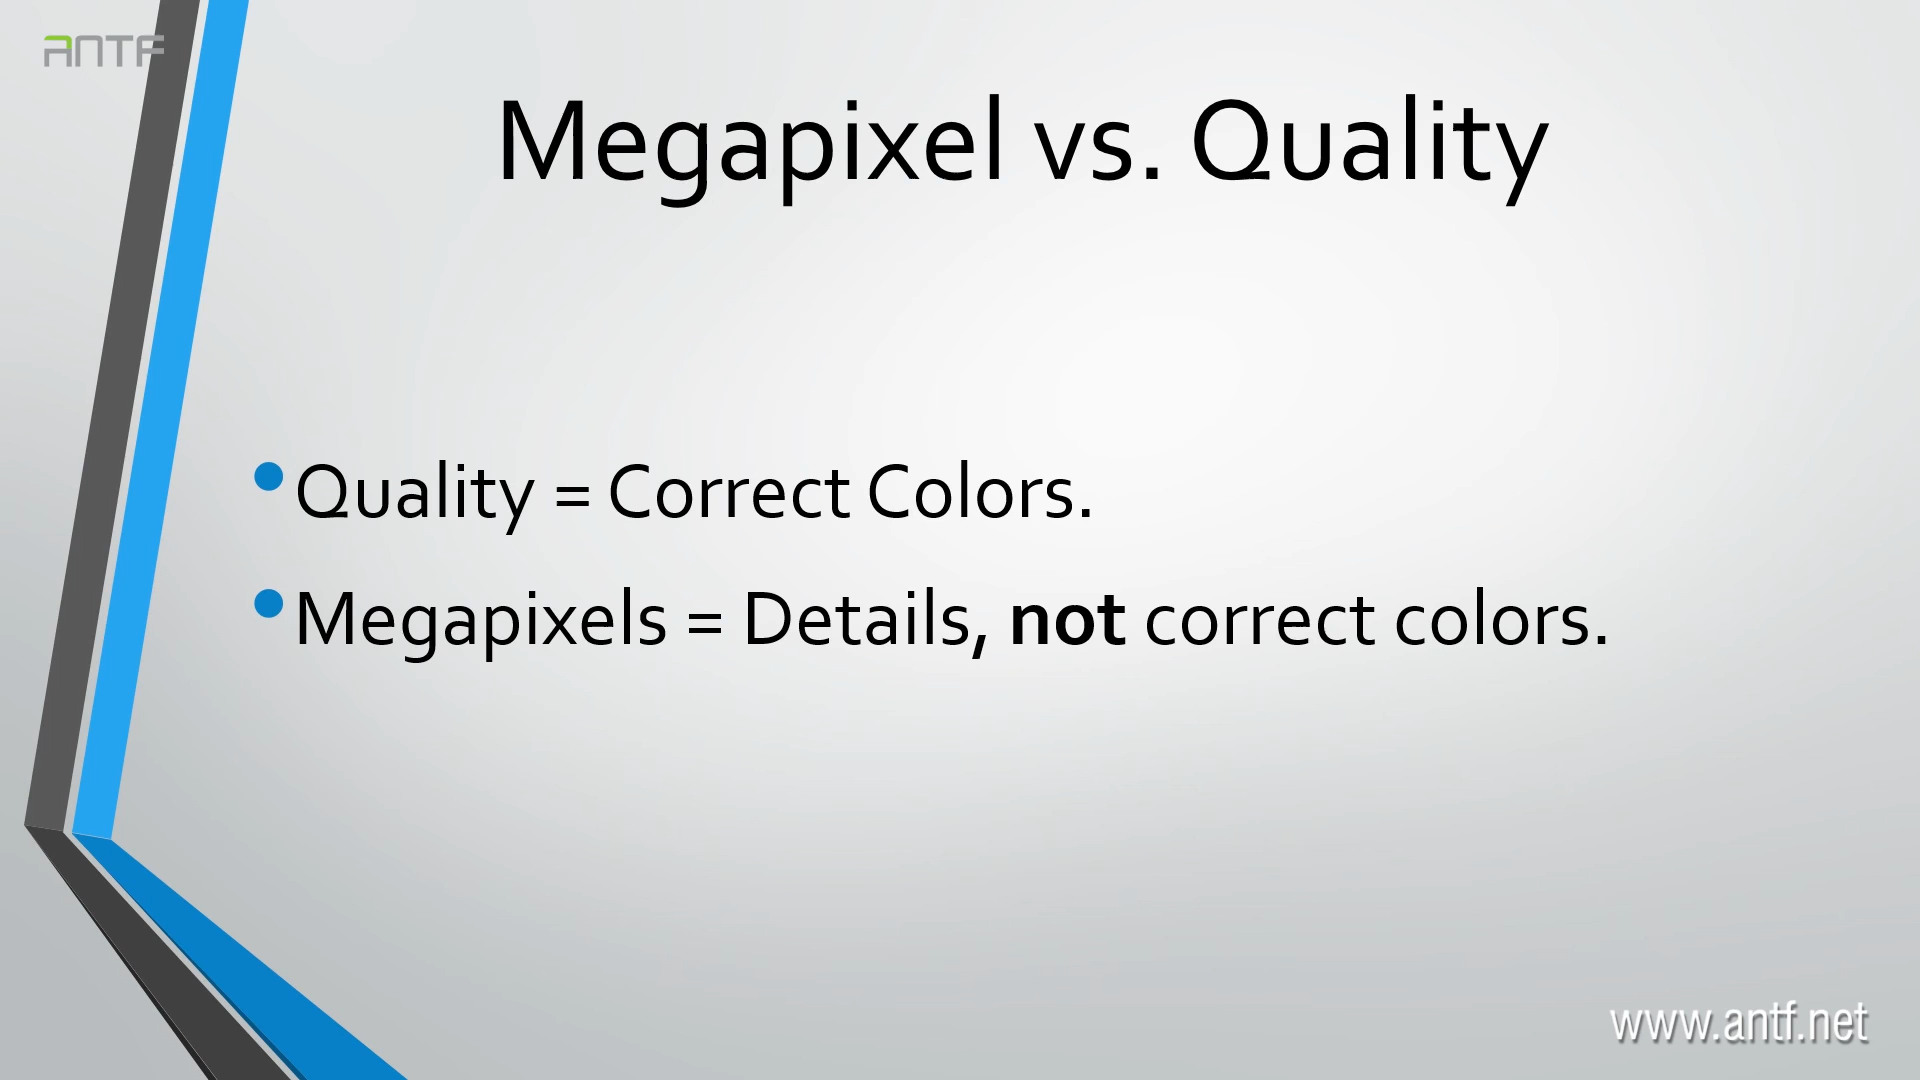 ANTF
Megapixel vs. Quality
Quality = Correct Colors.
Megapixels = Details, not correct colors.
www.antf.net